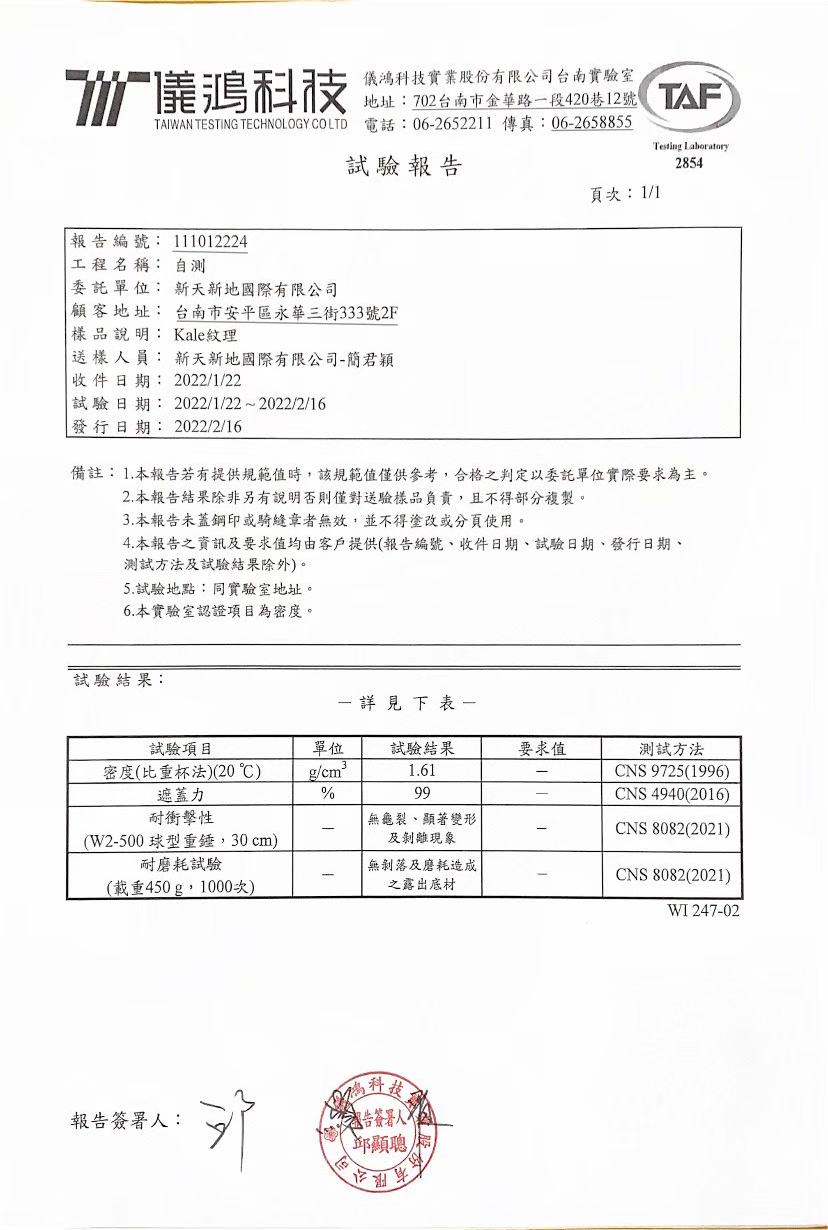 儀鴻科技
TAIWAN TESTING TECHNOLOGY CO LTD
儀鴻科技實業股份有限公司台南實驗室
地址：702台南市金華路一段420巷12號
電話：06-2652211 傳真：06-2658855
TAF
Testing Laboratory
2854
試驗報告
頁次：1/1
報告編號：111012224
工程名稱：自測
委託單位：新天新地國際有限公司
顧客地址：台南市安平區永華三街333號2F
樣品說明：Kale紋理
送樣人員：新天新地國際有限公司-簡君穎
收件日期：2022/1/22
試驗日期：2022/1/22～2022/2/16
發行日期：2022/2/16
備註：1.本報告若有提供規範值時，該規範值僅供參考，合格之判定以委託單位實際要求為主。
2.本報告結果除非另有說明否則僅對送驗樣品負責，且不得部分複製。
3.本報告未蓋鋼印或騎縫章者無效，並不得塗改或分頁使用。
4.本報告之資訊及要求值均由客戶提供(報告編號、收件日期、試驗日期、發行日期、
測試方法及試驗結果除外)。
5.試驗地點：同實驗室地址。
6.本實驗室認證項目為密度。
試驗結果：
－詳見下表－
試驗項目 單位 試驗結果 要求值 測試方法
密度(比重杯法)(20 ℃) g/cm³ 1.61 － CNS 9725(1996)
遮蓋力 % 99 － CNS 4940(2016)
耐衝擊性
(W2-500 球型重錘，30 cm) － 無龜裂、顯著變形
及剝離現象 － CNS 8082(2021)
耐磨耗試驗
(載重450 g，1000次) － 無剝落及磨耗造成
之露出底材 － CNS 8082(2021)
WI 247-02
報告簽署人：
儀鴻科技實業股份有限公司
報告簽署人
邱顯聰